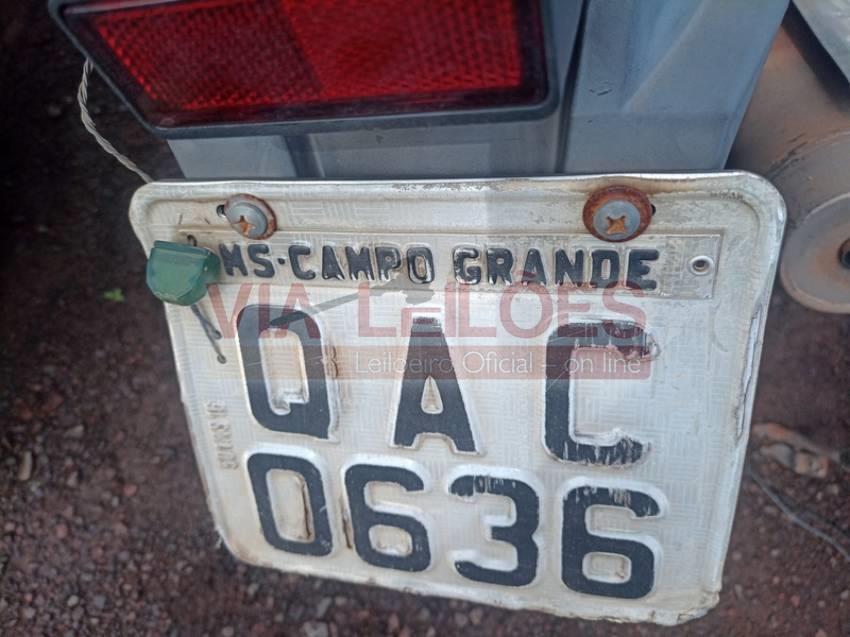 MS·CAMPO GRANDE
VIA LEILÕES
Leiloeiro Oficial – on line
QAC
0636